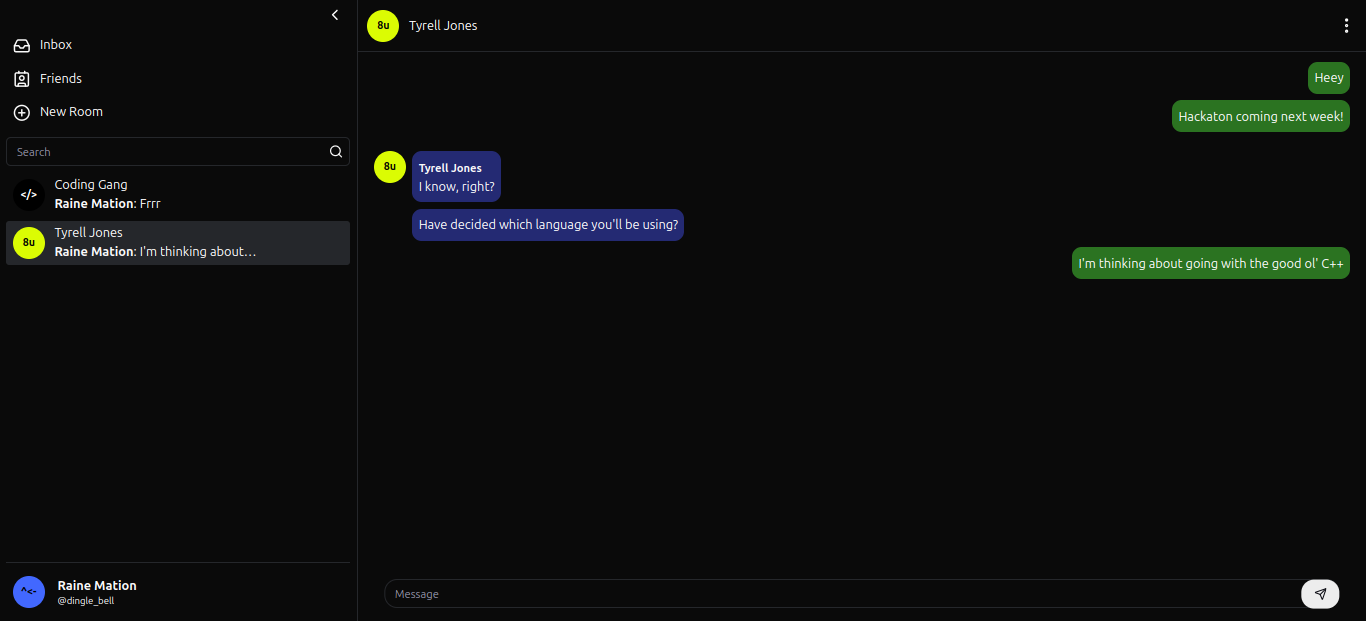 Inbox
Friends
New Room
Search
</> Coding Gang
Raine Mation: Frrr
8u Tyrell Jones
Raine Mation: I'm thinking about...
^<- Raine Mation
@dingle_bell
8u Tyrell Jones
Heey
Hackaton coming next week!
8u Tyrell Jones
I know, right?
Have decided which language you'll be using?
I'm thinking about going with the good ol' C++
Message